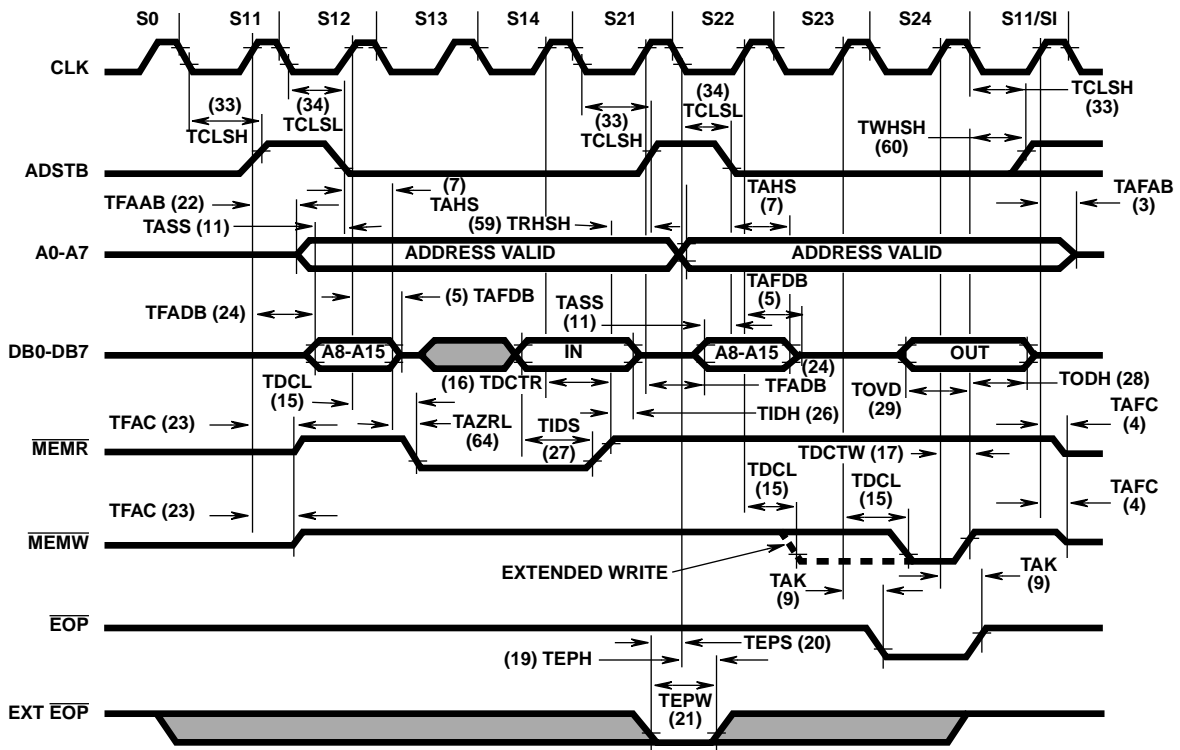 S0 S11 S12 S13 S14 S21 S22 S23 S24 S11/SI
CLK
(33)
TCLSH
(34)
TCLSL
(33)
TCLSH
(34)
TCLSL
TCLSH
(33)
TWHSH
(60)
ADSTB
TFAAB (22)
(7)
TAHS
TAHS
(7)
TAFAB
(3)
TASS (11)
(59) TRHSH
A0-A7
ADDRESS VALID
ADDRESS VALID
TFADB (24)
(5) TAFDB
TASS
(11)
TAFDB
(5)
DB0-DB7
A8-A15
IN
A8-A15
OUT
(24)
TFADB
TDCL
(15)
(16) TDCTR
TOVD
(29)
TODH (28)
TIDH (26)
TFAC (23)
TAZRL
(64)
TIDS
(27)
TAFC
(4)
MEMR
TDCTW (17)
TDCL
(15)
TDCL
(15)
TAFC
(4)
TFAC (23)
MEMW
EXTENDED WRITE
TAK
(9)
TAK
(9)
EOP
TEPS (20)
(19) TEPH
TEPW
(21)
EXT EOP